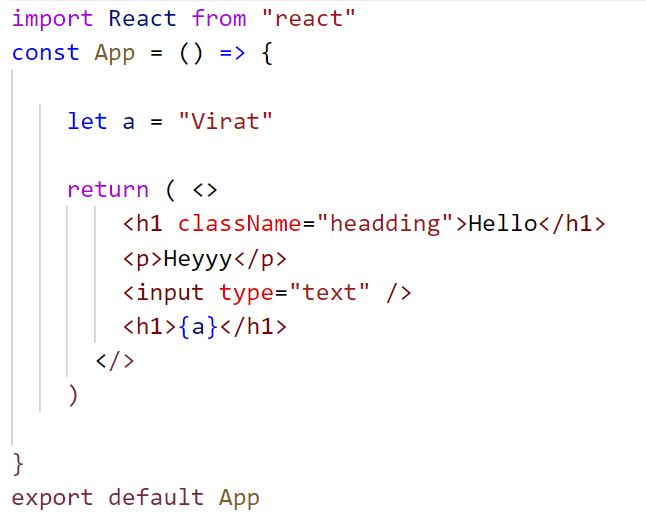 import React from "react"
const App = () => {
let a = "Virat"
return ( <>
<h1 className="headding">Hello</h1>
<p>Heyyy</p>
<input type="text" />
<h1>{a}</h1>
</>
)
}
export default App